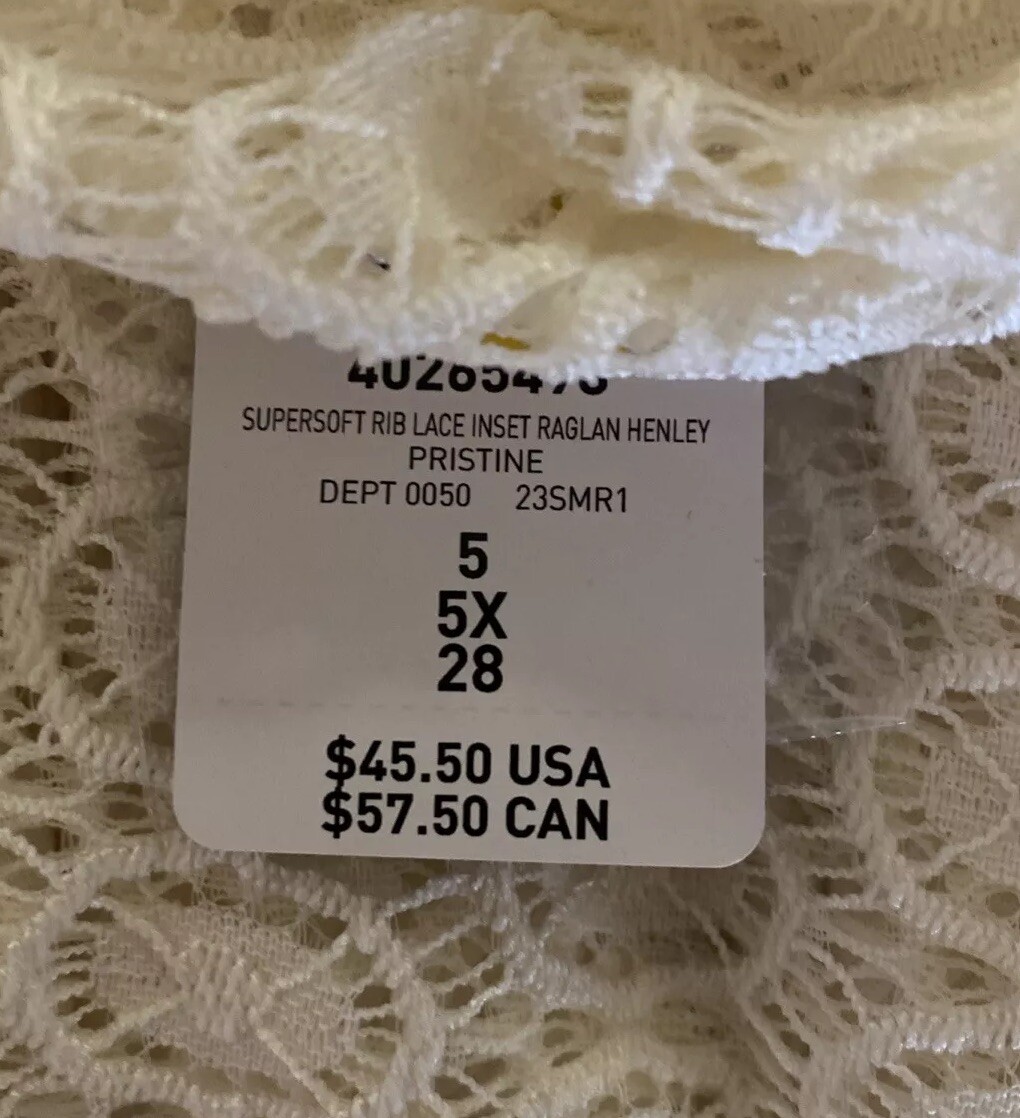 SUPERSOFT RIB LACE INSET RAGLAN HENLEY
PRISTINE
DEPT 0050 23SMR1
5
5X
28
$45.50 USA
$57.50 CAN